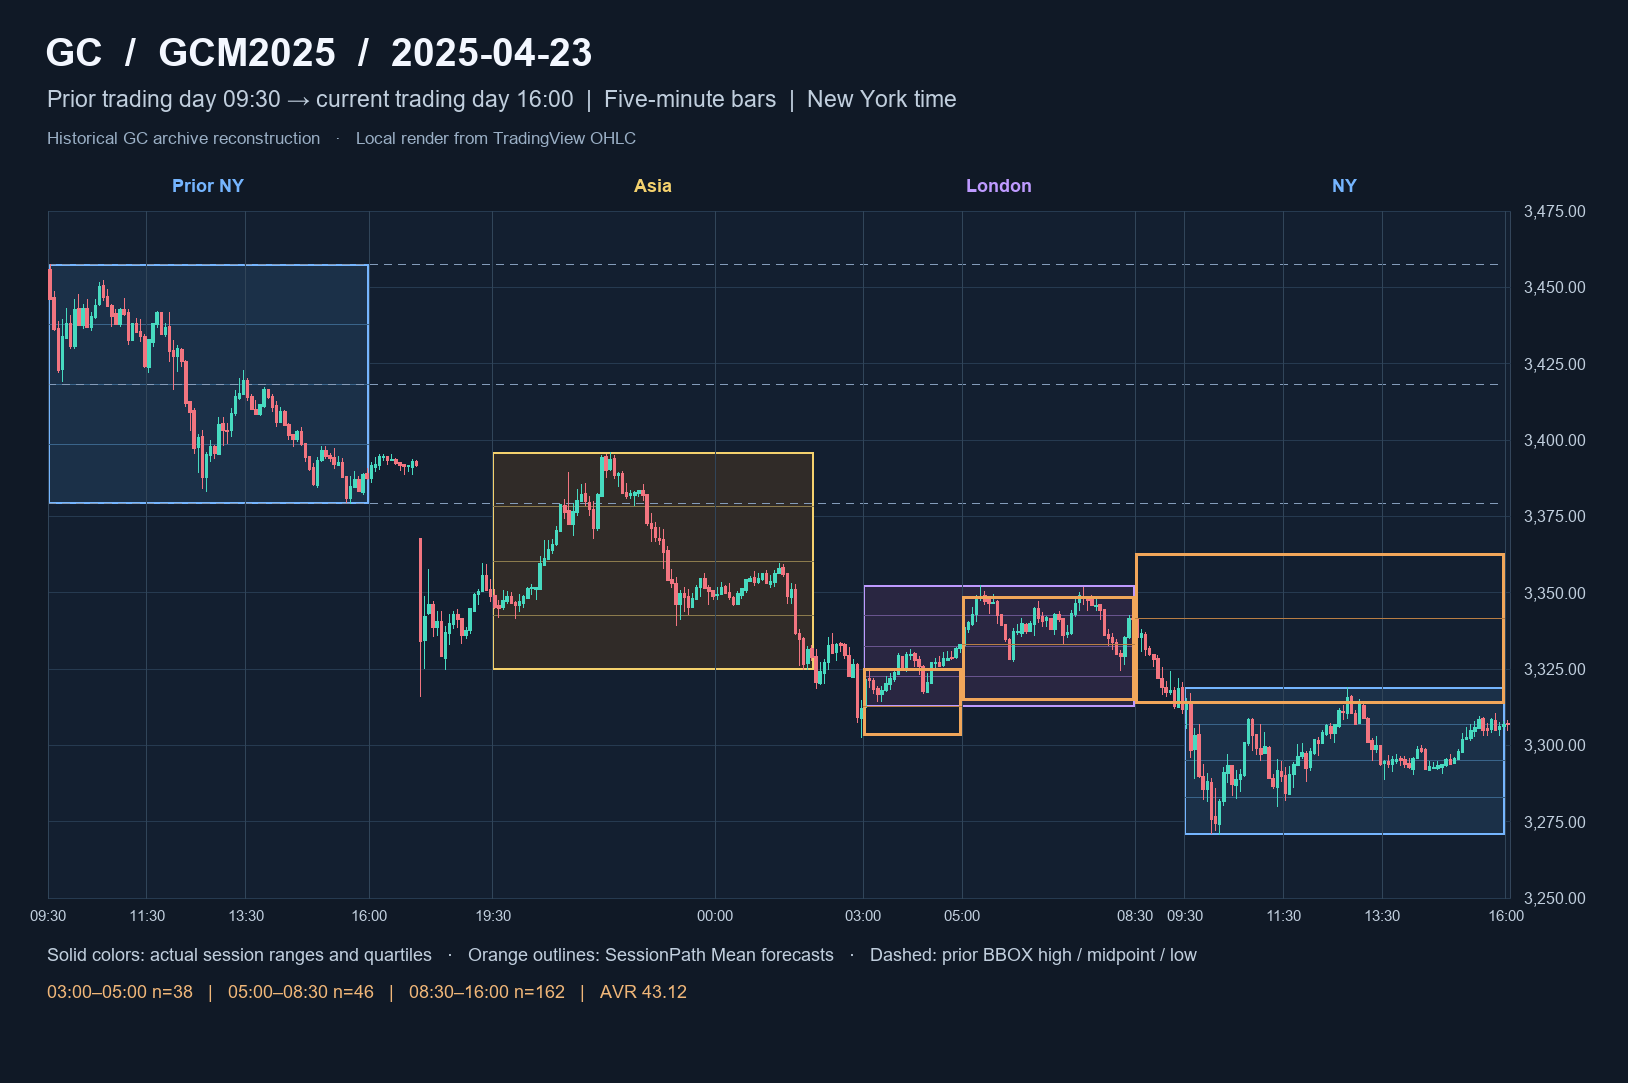 GC / GCM2025 / 2025-04-23
Prior trading day 09:30 → current trading day 16:00 | Five-minute bars | New York time
Historical GC archive reconstruction · Local render from TradingView OHLC
Prior NY Asia London NY
3,475.00
3,450.00
3,425.00
3,400.00
3,375.00
3,350.00
3,325.00
3,300.00
3,275.00
3,250.00
09:30 11:30 13:30 16:00 19:30 00:00 03:00 05:00 08:30 09:30 11:30 13:30 16:00
Solid colors: actual session ranges and quartiles · Orange outlines: SessionPath Mean forecasts · Dashed: prior BBOX high / midpoint / low
03:00–05:00 n=38 | 05:00–08:30 n=46 | 08:30–16:00 n=162 | AVR 43.12